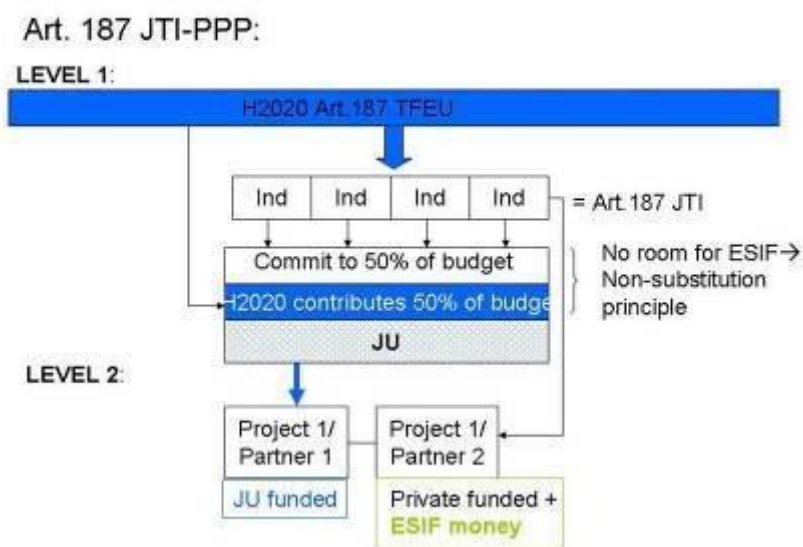 Art. 187 JTI-PPP:
LEVEL 1:
H2020 Art.187 TFEU
Ind Ind Ind Ind
= Art.187 JTI
Commit to 50% of budget
H2020 contributes 50% of budge
JU
No room for ESIF→
Non-substitution
principle
LEVEL 2:
Project 1/
Partner 1
JU funded
Project 1/
Partner 2
Private funded +
ESIF money